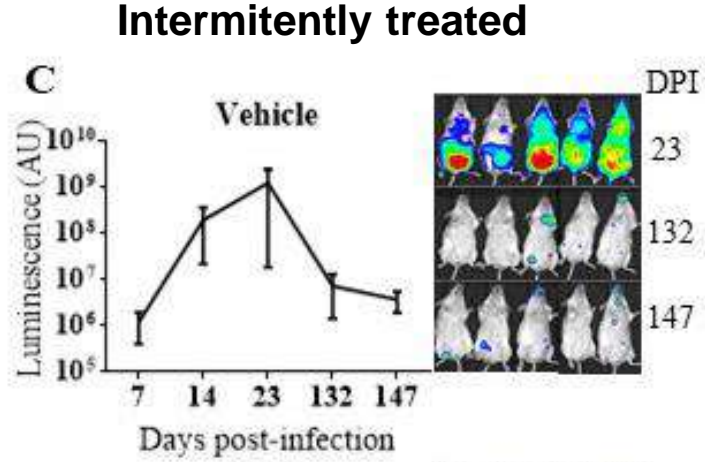 Intermitently treated
C
Vehicle
DPI
Luminescence (AU)
10¹⁰
10⁹
10⁸
10⁷
10⁶
10⁵
7 14 23 132 147
Days post-infection
23
132
147